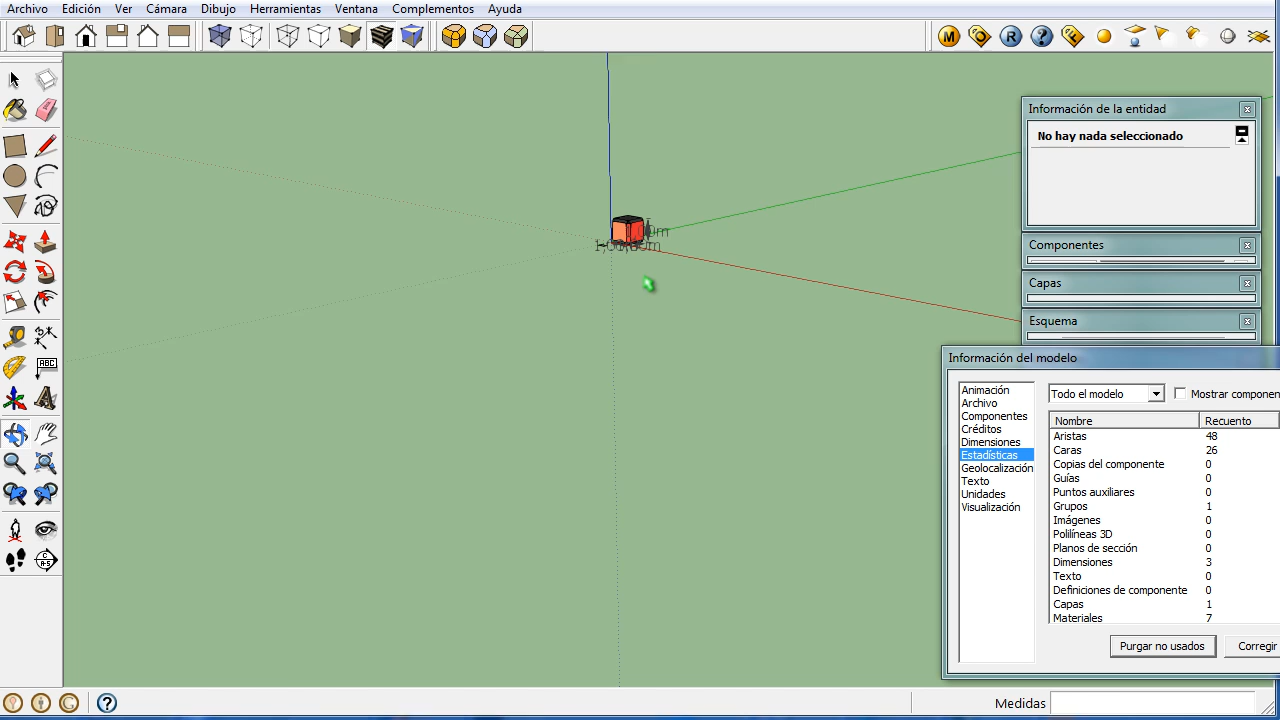 Archivo Edición Ver Cámara Dibujo Herramientas Ventana Complementos Ayuda
M
R
ABC
Información de la entidad
No hay nada seleccionado
Componentes
Capas
Esquema
Información del modelo
Animación
Archivo
Componentes
Créditos
Dimensiones
Estadísticas
Geolocalización
Texto
Unidades
Visualización
Todo el modelo
Mostrar componen
Nombre Recuento
Aristas 48
Caras 26
Copias del componente 0
Guías 0
Puntos auxiliares 0
Grupos 1
Imágenes 0
Polilíneas 3D 0
Planos de sección 0
Dimensiones 3
Texto 0
Definiciones de componente 0
Capas 1
Materiales 7
Purgar no usados Corregir
Medidas